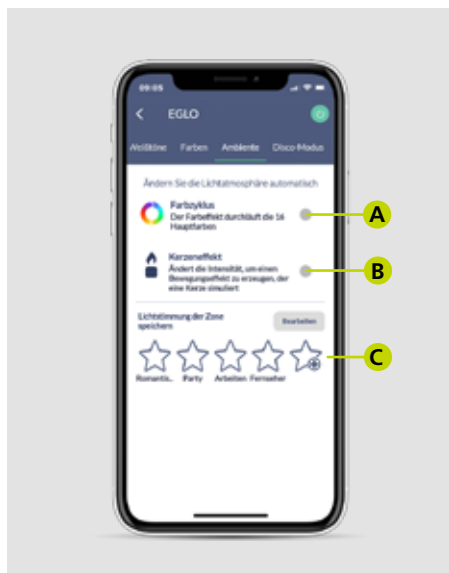 09:05
EGLO
Weißtöne Farben Ambiente Disco-Modus
Ändern Sie die Lichtatmosphäre automatisch
Farbzyklus
Der Farbeffekt durchläuft die 16
Hauptfarben
A
Kerzeneffekt
Ändert die Intensität, um einen
Bewegungseffekt zu erzeugen, der
eine Kerze simuliert
B
Lichtstimmung der Zone
speichern
Bearbeiten
C
Romantis.. Party Arbeiten Fernseher